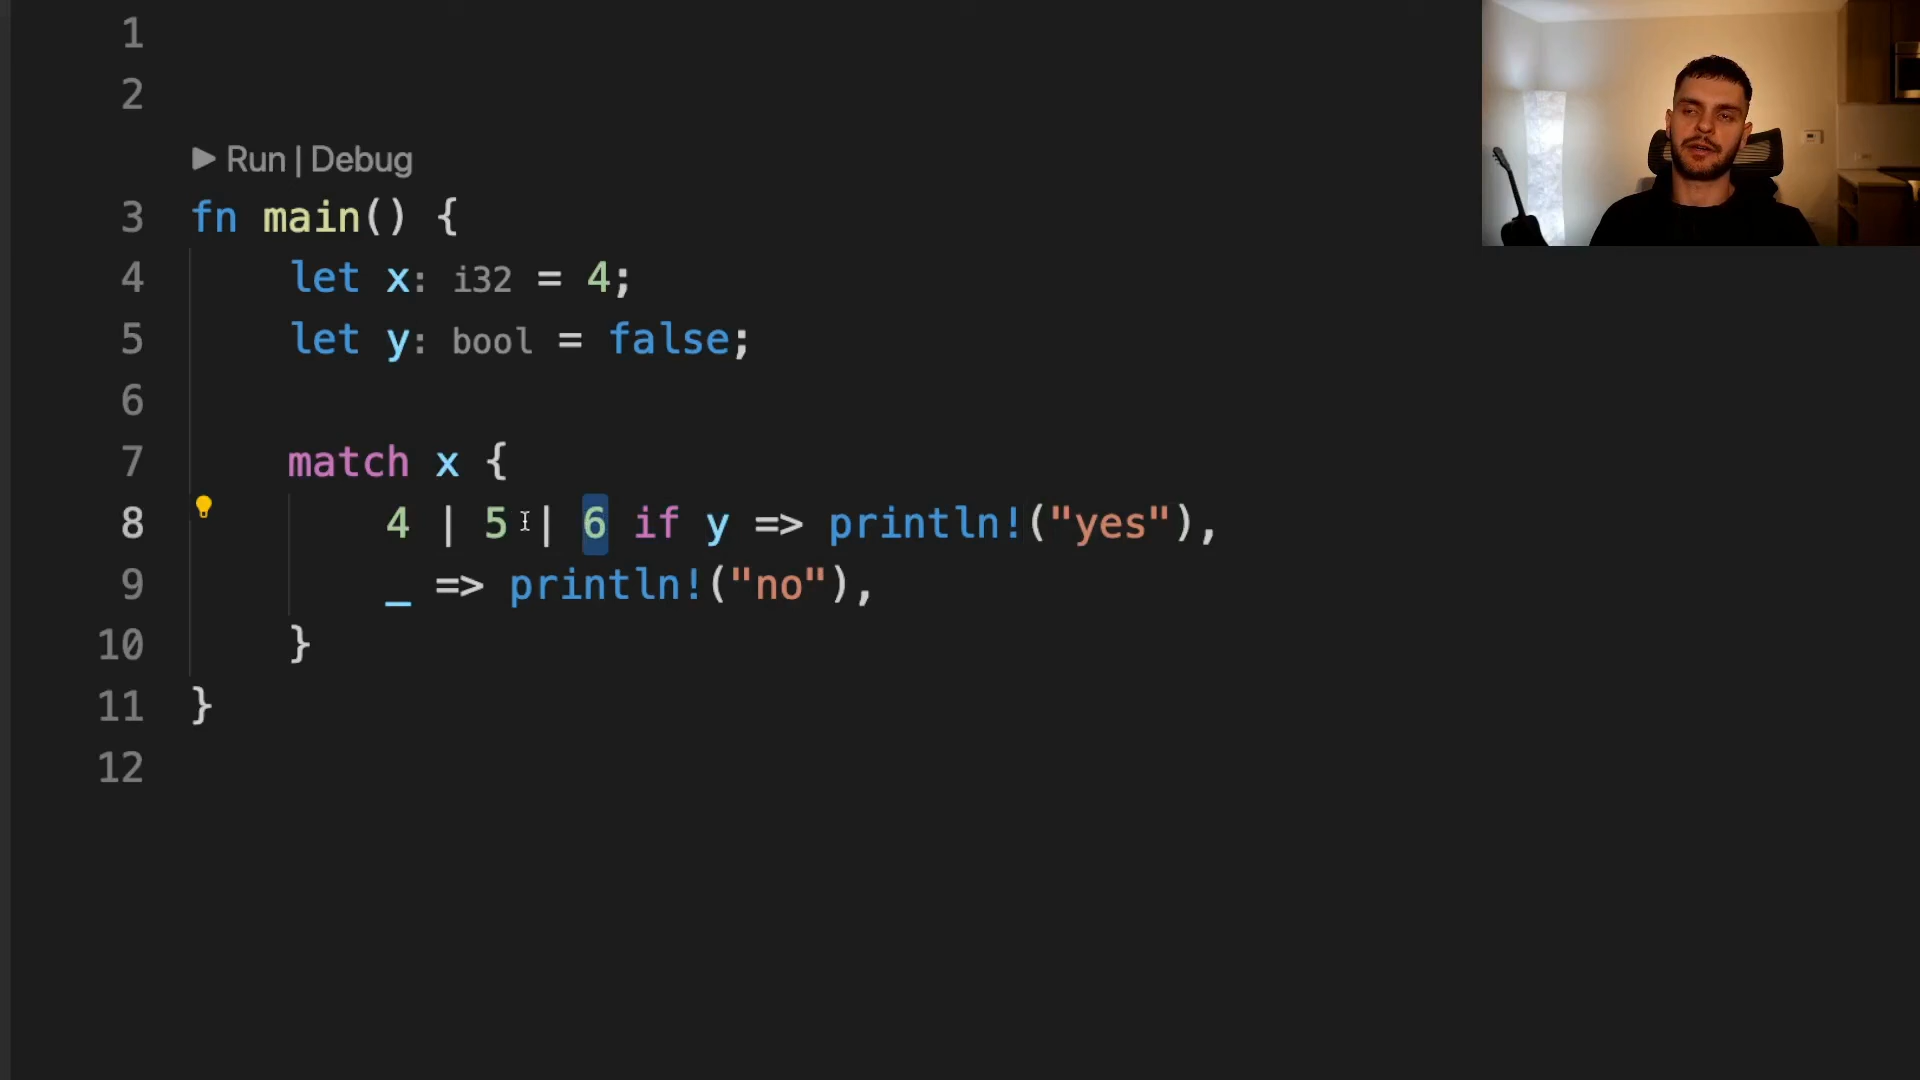 1
2
▶ Run | Debug
3 fn main() {
4 let x: i32 = 4;
5 let y: bool = false;
6
7 match x {
8 4 | 5 | 6 if y => println!("yes"),
9 _ => println!("no"),
10 }
11 }
12